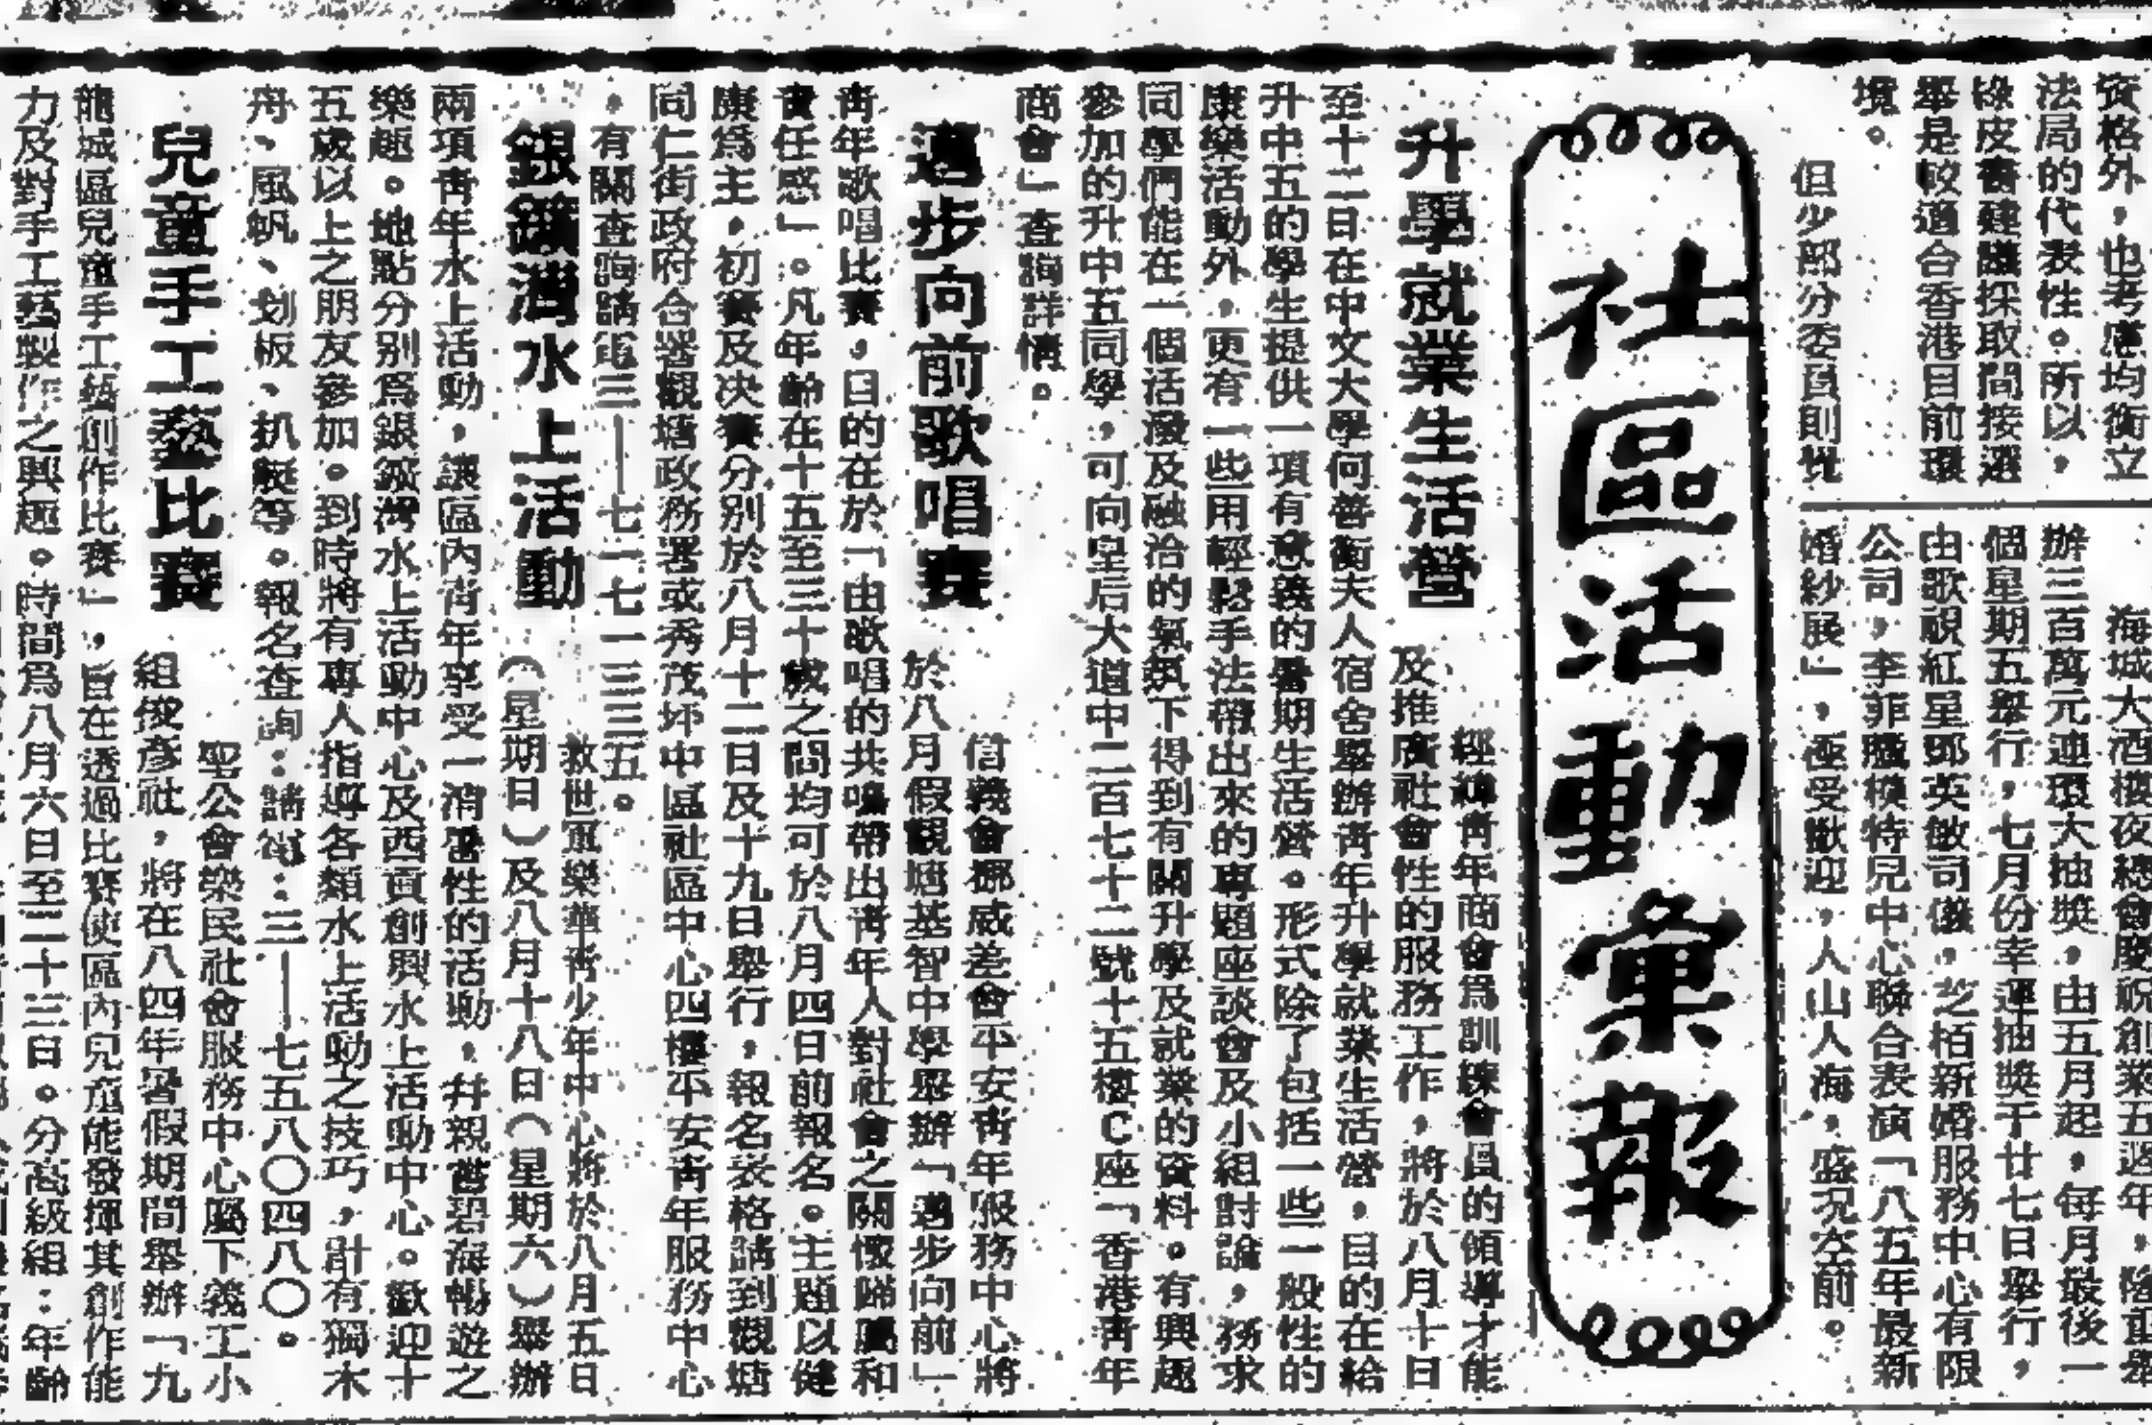 資格外，也考慮均衡立
法局的代表性。所以，
綠皮書建議採取間接選
舉是較適合香港目前環
境。
但少部分委員則
海城大酒樓夜總會慶祝創業五週年，隆重舉
辦三百萬元連環大抽獎，由五月起，每月最後一
個星期五舉行，七月份幸運抽獎于廿七日舉行，
由歌視紅星鄧英敏司儀，芝柏新婚服務中心有限
公司，李菲臘模特兒中心聯合表演「八五年最新
婚紗展」，極受歡迎，人山人海，盛況空前。
社區活動彙報
升學就業生活營
經緯青年商會爲訓練會員的領導才能
及推廣社會性的服務工作，將於八月十日
至十二日在中文大學何善衡夫人宿舍舉辦青年升學就業生活營，目的在給
升中五的學生提供一項有意義的暑期生活營。形式除了包括一些一般性的
康樂活動外，更有一些用輕鬆手法帶出來的專題座談會及小組討論，務求
同學們能在一個活潑及融洽的氣氛下得到有關升學及就業的資料。有興趣
參加的升中五同學，可向皇后大道中二百七十二號十五樓C座「香港青年
商會」查詢詳情。
邁步向前歌唱賽
信義會挪威差會平安青年服務中心將
於八月假觀塘基智中學舉辦「邁步向前」
青年歌唱比賽，目的在於「由歌唱的共鳴帶出青年人對社會之關懷歸屬和
責任感」。凡年齡在十五至三十歲之間均可於八月四日前報名。主題以健
康爲主，初賽及決賽分別於八月十二日及十九日舉行，報名表格請到觀塘
同仁街政府合署觀塘政務署或秀茂坪中區社區中心四樓平安青年服務中心
，有關查詢請電三——七二七一三三五。
銀鑛灣水上活動
救世軍樂華青少年中心將於八月五日
（星期日）及八月十八日（星期六）舉辦
兩項青年水上活動，讓區內青年享受一消暑性的活動，幷親嘗碧海暢遊之
樂趣。地點分別爲銀鑛灣水上活動中心及西貢創興水上活動中心。歡迎十
五歲以上之朋友參加。到時將有專人指導各類水上活動之技巧，計有獨木
舟、風帆、划板、扒艇等。報名查詢：請電：三——七五八〇四八〇。
兒童手工藝比賽
聖公會樂民社會服務中心屬下義工小
組俊彥社，將在八四年暑假期間舉辦「九
龍城區兒童手工藝創作比賽」，旨在透過比賽使區內兒童能發揮其創作能
力及對手工藝製作之興趣。時間爲八月六日至二十三日。分高級組：年齡